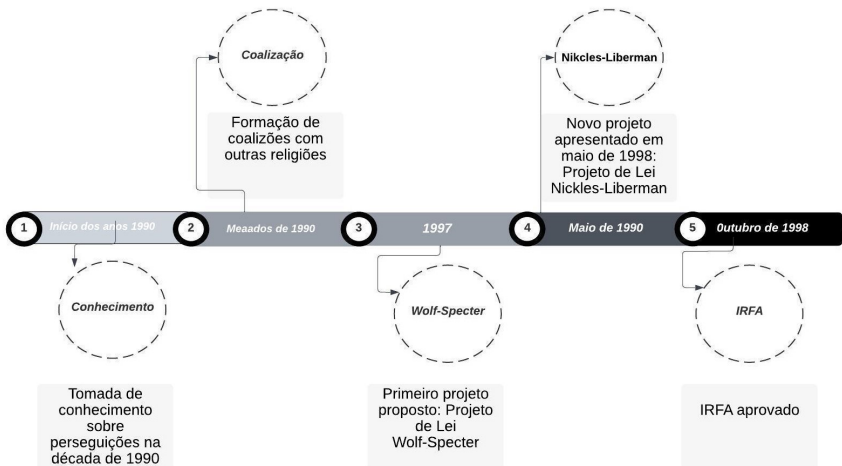 Coalização
Nikcles-Liberman
Formação de
coalizões com
outras religiões
Novo projeto
apresentado em
maio de 1998:
Projeto de Lei
Nickles-Liberman
1
Início dos anos 1990
2
Meaados de 1990
3
1997
4
Maio de 1990
5
0utubro de 1998
Conhecimento
Wolf-Specter
IRFA
Tomada de
conhecimento
sobre
perseguições na
década de 1990
Primeiro projeto
proposto: Projeto
de Lei
Wolf-Specter
IRFA aprovado